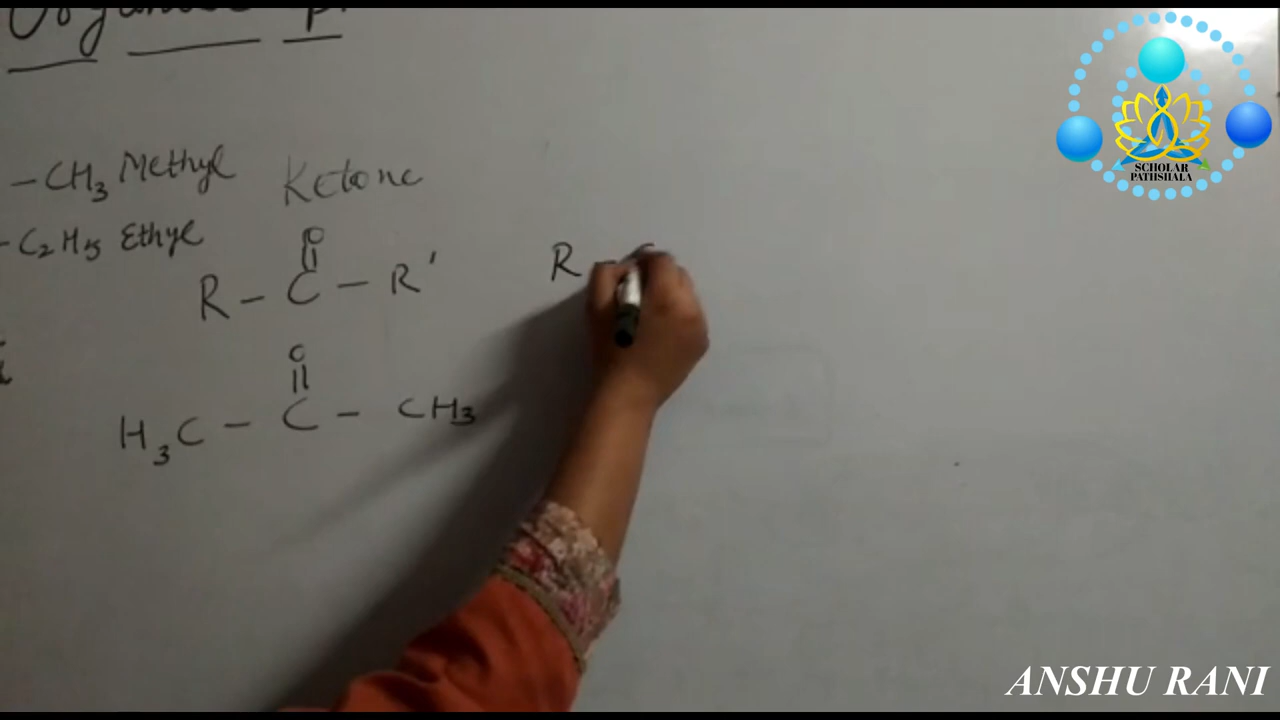 -CH3 Methyl
Ketone
-C2H5 Ethyl
O
R - C - R'
R -
O
H3C - C - CH3
SCHOLAR
PATHSHALA
ANSHU RANI